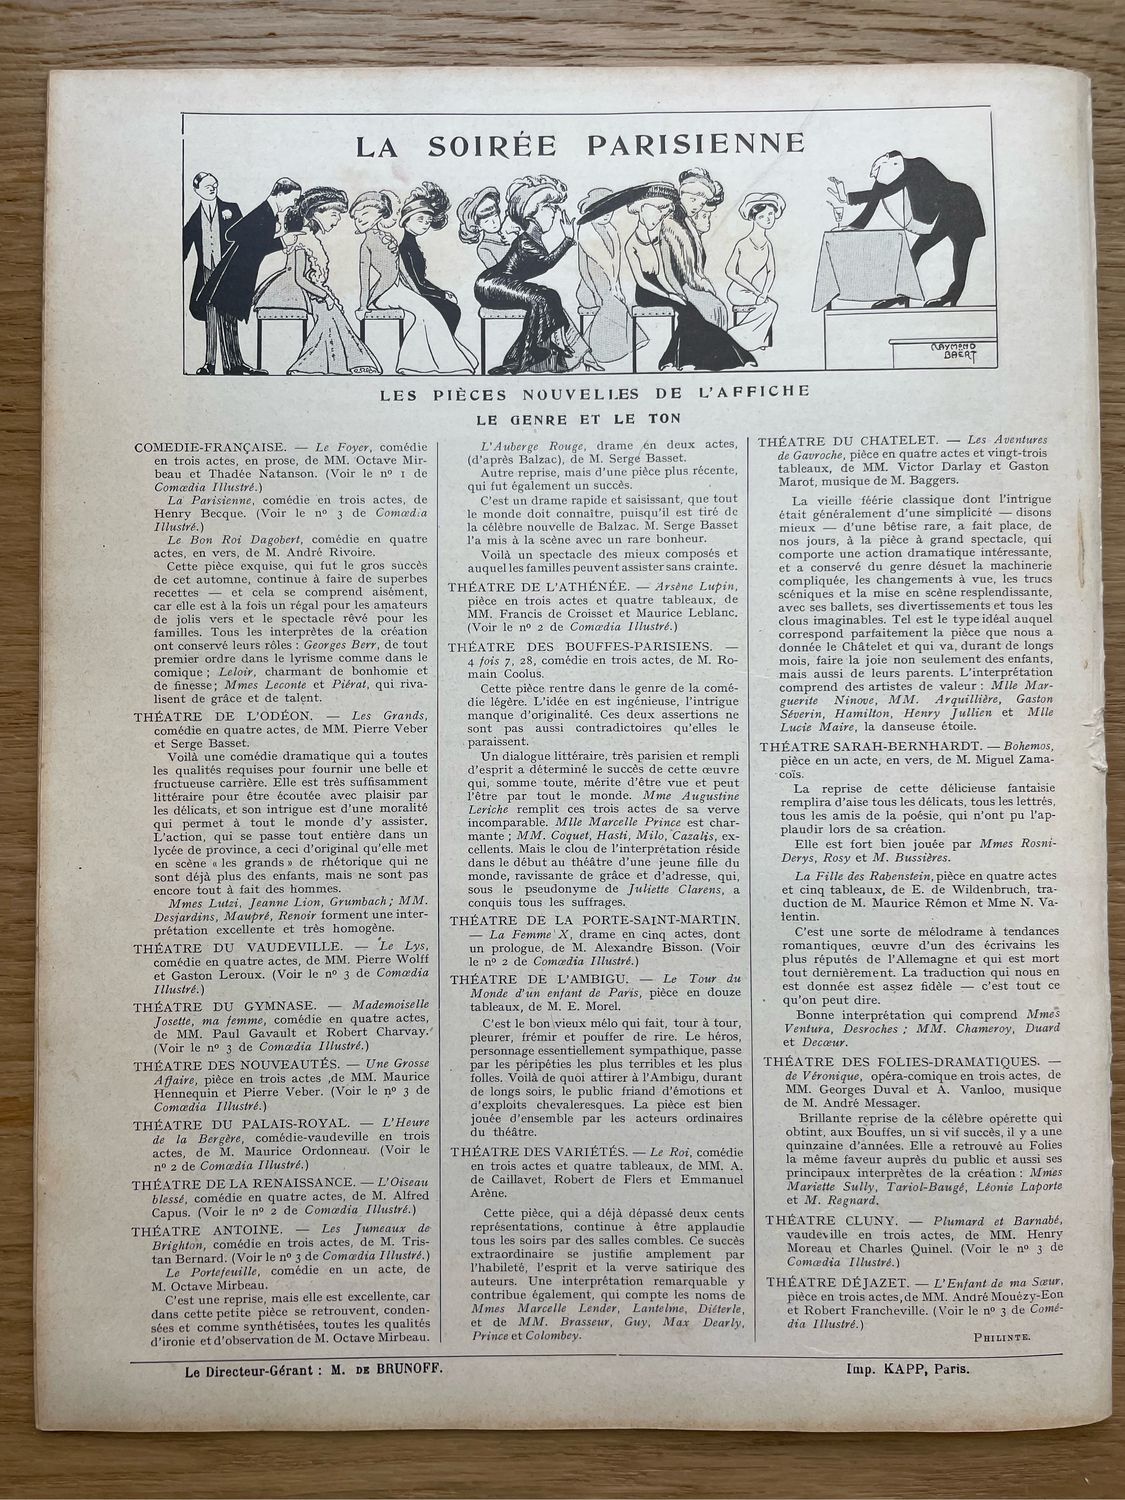 LA SOIRÉE PARISIENNE
RAYMOND
BAERT
LES PIÈCES NOUVELLES DE L'AFFICHE
LE GENRE ET LE TON
COMEDIE-FRANÇAISE. — Le Foyer, comédie
en trois actes, en prose, de MM. Octave Mir-
beau et Thadée Natanson. (Voir le nº 1 de
Comœdia Illustré.)
La Parisienne, comédie en trois actes, de
Henry Becque. (Voir le nº 3 de Comœd:a
Illustré.)
Le Bon Roi Dagobert, comédie en quatre
actes, en vers, de M. André Rivoire.
Cette pièce exquise, qui fut le gros succès
de cet automne, continue à faire de superbes
recettes — et cela se comprend aisément,
car elle est à la fois un régal pour les amateurs
de jolis vers et le spectacle rêvé pour les
familles. Tous les interprètes de la création
ont conservé leurs rôles : Georges Berr, de tout
premier ordre dans le lyrisme comme dans le
comique ; Leloir, charmant de bonhomie et
de finesse; Mmes Leconte et Piérat, qui riva-
lisent de grâce et de talent.
THÉATRE DE L'ODÉON. — Les Grands,
comédie en quatre actes, de MM. Pierre Veber
et Serge Basset.
Voilà une comédie dramatique qui a toutes
les qualités requises pour fournir une belle et
fructueuse carrière. Elle est très suffisamment
littéraire pour être écoutée avec plaisir par
les délicats, et son intrigue est d'une moralité
qui permet à tout le monde d'y assister.
L'action, qui se passe tout entière dans un
lycée de province, a ceci d'original qu'elle met
en scène « les grands » de rhétorique qui ne
sont déjà plus des enfants, mais ne sont pas
encore tout à fait des hommes.
Mmes Lutzi, Jeanne Lion, Grumbach; MM.
Desjardins, Maupré, Renoir forment une inter-
prétation excellente et très homogène.
THÉATRE DU VAUDEVILLE. — Le Lys,
comédie en quatre actes, de MM. Pierre Wolff
et Gaston Leroux. (Voir le nº 3 de Comœdia
Illustré.)
THÉATRE DU GYMNASE. — Mademoiselle
Josette, ma femme, comédie en quatre actes,
de MM. Paul Gavault et Robert Charvay.
(Voir le nº 3 de Comœdia Illustré.)
THÉATRE DES NOUVEAUTÉS. — Une Grosse
Affaire, pièce en trois actes ,de MM. Maurice
Hennequin et Pierre Veber. (Voir le nº 3 de
Comœdia Illustré.)
THÉATRE DU PALAIS-ROYAL. — L'Heure
de la Bergère, comédie-vaudeville en trois
actes, de M. Maurice Ordonneau. (Voir le
nº 2 de Comœdia Illustré.)
THÉATRE DE LA RENAISSANCE. — L'Oiseau
blessé, comédie en quatre actes, de M. Alfred
Capus. (Voir le nº 2 de Comœdia Illustré.)
THÉATRE ANTOINE. — Les Jumeaux de
Brighton, comédie en trois actes, de M. Tris-
tan Bernard. (Voir le nº 3 de Comœdia Illustré.)
Le Portefeuille, comédie en un acte, de
M. Octave Mirbeau.
C'est une reprise, mais elle est excellente, car
dans cette petite pièce se retrouvent, conden-
sées et comme synthétisées, toutes les qualités
d'ironie et d'observation de M. Octave Mirbeau.
L'Auberge Rouge, drame en deux actes,
(d'après Balzac), de M. Serge Basset.
Autre reprise, mais d'une pièce plus récente,
qui fut également un succès.
C'est un drame rapide et saisissant, que tout
le monde doit connaître, puisqu'il est tiré de
la célèbre nouvelle de Balzac. M. Serge Basset
l'a mis à la scène avec un rare bonheur.
Voilà un spectacle des mieux composés et
auquel les familles peuvent assister sans crainte.
THÉATRE DE L'ATHÉNÉE. — Arsène Lupin,
pièce en trois actes et quatre tableaux, de
MM. Francis de Croisset et Maurice Leblanc.
(Voir le nº 2 de Comœdia Illustré.)
THÉATRE DES BOUFFES-PARISIENS. —
4 fois 7, 28, comédie en trois actes, de M. Ro-
main Coolus.
Cette pièce rentre dans le genre de la comé-
die légère. L'idée en est ingénieuse, l'intrigue
manque d'originalité. Ces deux assertions ne
sont pas aussi contradictoires qu'elles le
paraissent.
Un dialogue littéraire, très parisien et rempli
d'esprit a déterminé le succès de cette œuvre
qui, somme toute, mérite d'être vue et peut
l'être par tout le monde. Mme Augustine
Leriche remplit ces trois actes de sa verve
incomparable. Mlle Marcelle Prince est char-
mante ; MM. Coquet, Hasti, Milo, Cazalis, ex-
cellents. Mais le clou de l'interprétation réside
dans le début au théâtre d'une jeune fille du
monde, ravissante de grâce et d'adresse, qui,
sous le pseudonyme de Juliette Clarens, a
conquis tous les suffrages.
THÉATRE DE LA PORTE-SAINT-MARTIN.
— La Femme X, drame en cinq actes, dont
un prologue, de M. Alexandre Bisson. (Voir
le nº 2 de Comœdia Illustré.)
THÉATRE DE L'AMBIGU. — Le Tour du
Monde d'un enfant de Paris, pièce en douze
tableaux, de M. E. Morel.
C'est le bon vieux mélo qui fait, tour à tour,
pleurer, frémir et pouffer de rire. Le héros,
personnage essentiellement sympathique, passe
par les péripéties les plus terribles et les plus
folles. Voilà de quoi attirer à l'Ambigu, durant
de longs soirs, le public friand d'émotions et
d'exploits chevaleresques. La pièce est bien
jouée d'ensemble par les acteurs ordinaires
du théâtre.
THÉATRE DES VARIÉTÉS. — Le Roi, comédie
en trois actes et quatre tableaux, de MM. A.
de Caillavet, Robert de Flers et Emmanuel
Arène.
Cette pièce, qui a déjà dépassé deux cents
représentations, continue à être applaudie
tous les soirs par des salles combles. Ce succès
extraordinaire se justifie amplement par
l'habileté, l'esprit et la verve satirique des
auteurs. Une interprétation remarquable y
contribue également, qui compte les noms de
Mmes Marcelle Lender, Lantelme, Diéterle,
et de MM. Brasseur, Guy, Max Dearly,
Prince et Colombey.
THÉATRE DU CHATELET. — Les Aventures
de Gavroche, pièce en quatre actes et vingt-trois
tableaux, de MM. Victor Darlay et Gaston
Marot, musique de M. Baggers.
La vieille féérie classique dont l'intrigue
était généralement d'une simplicité — disons
mieux — d'une bêtise rare, a fait place, de
nos jours, à la pièce à grand spectacle, qui
comporte une action dramatique intéressante,
et a conservé du genre désuet la machinerie
compliquée, les changements à vue, les trucs
scéniques et la mise en scène resplendissante,
avec ses ballets, ses divertissements et tous les
clous imaginables. Tel est le type idéal auquel
correspond parfaitement la pièce que nous a
donnée le Châtelet et qui va, durant de longs
mois, faire la joie non seulement des enfants,
mais aussi de leurs parents. L'interprétation
comprend des artistes de valeur : Mlle Mar-
guerite Ninove, MM. Arquillière, Gaston
Séverin, Hamilton, Henry Jullien et Mlle
Lucie Maire, la danseuse étoile.
THÉATRE SARAH-BERNHARDT. — Bohemos,
pièce en un acte, en vers, de M. Miguel Zama-
coïs.
La reprise de cette délicieuse fantaisie
remplira d'aise tous les délicats, tous les lettrés,
tous les amis de la poésie, qui n'ont pu l'ap-
plaudir lors de sa création.
Elle est fort bien jouée par Mmes Rosni-
Derys, Rosy et M. Bussières.
La Fille des Rabenstein, pièce en quatre actes
et cinq tableaux, de E. de Wildenbruch, tra-
duction de M. Maurice Rémon et Mme N. Va-
lentin.
C'est une sorte de mélodrame à tendances
romantiques, œuvre d'un des écrivains les
plus réputés de l'Allemagne et qui est mort
tout dernièrement. La traduction qui nous en
est donnée est assez fidèle — c'est tout ce
qu'on peut dire.
Bonne interprétation qui comprend Mmes
Ventura, Desroches ; MM. Chameroy, Duard
et Decœur.
THÉATRE DES FOLIES-DRAMATIQUES. —
de Véronique, opéra-comique en trois actes, de
MM. Georges Duval et A. Vanloo, musique
de M. André Messager.
Brillante reprise de la célèbre opérette qui
obtint, aux Bouffes, un si vif succès, il y a une
quinzaine d'années. Elle a retrouvé au Folies
la même faveur auprès du public et aussi ses
principaux interprètes de la création : Mmes
Mariette Sully, Tariol-Baugé, Léonie Laporte
et M. Regnard.
THÉATRE CLUNY. — Plumard et Barnabé,
vaudeville en trois actes, de MM. Henry
Moreau et Charles Quinel. (Voir le nº 3 de
Comœdia Illustré.)
THÉATRE DÉJAZET. — L'Enfant de ma Sœur,
pièce en trois actes, de MM. André Mouézy-Eon
et Robert Francheville. (Voir le nº 3 de Comé-
dia Illustré.)
PHILINTE.
Le Directeur-Gérant : M. DE BRUNOFF.
Imp. KAPP, Paris.